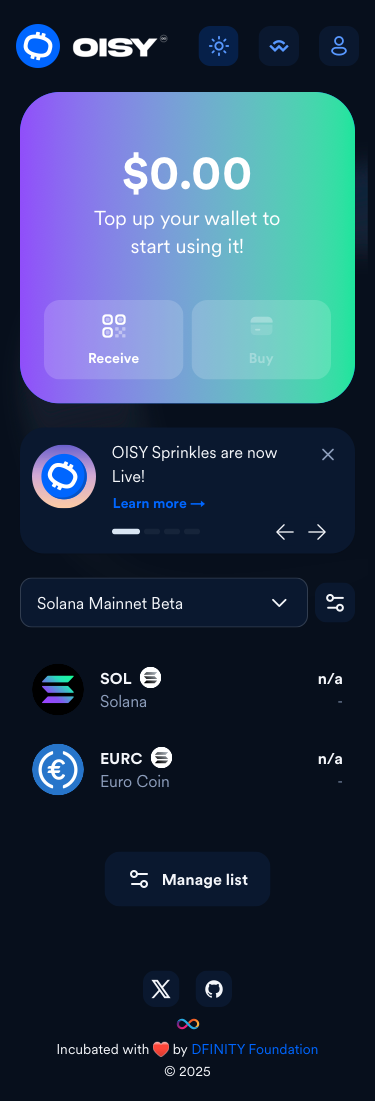 OISY
$0.00
Top up your wallet to
start using it!
Receive
Buy
OISY Sprinkles are now
Live!
Learn more →
Solana Mainnet Beta
SOL
n/a
Solana
-
EURC
n/a
Euro Coin
-
Manage list
Incubated with ❤️ by DFINITY Foundation
© 2025